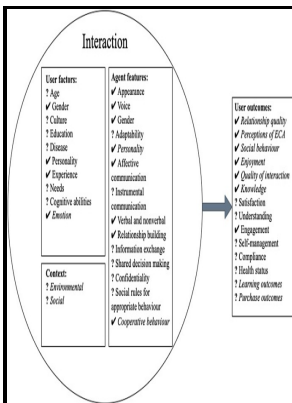 Interaction
User factors:
? Age
✓ Gender
? Culture
? Education
? Disease
✓ Personality
✓ Experience
? Needs
? Cognitive abilities
✓ Emotion
Context:
? Environmental
? Social
Agent features:
✓ Appearance
✓ Voice
✓ Gender
? Adaptability
✓ Personality
✓ Affective
communication
? Instrumental
communication
✓ Verbal and nonverbal
✓ Relationship building
? Information exchange
? Shared decision making
? Confidentiality
? Social rules for
appropriate behaviour
✓ Cooperative behaviour
User outcomes:
✓ Relationship quality
✓ Perceptions of ECA
✓ Social behaviour
✓ Enjoyment
✓ Quality of interaction
✓ Knowledge
? Satisfaction
? Understanding
✓ Engagement
? Self-management
? Compliance
? Health status
? Learning outcomes
? Purchase outcomes